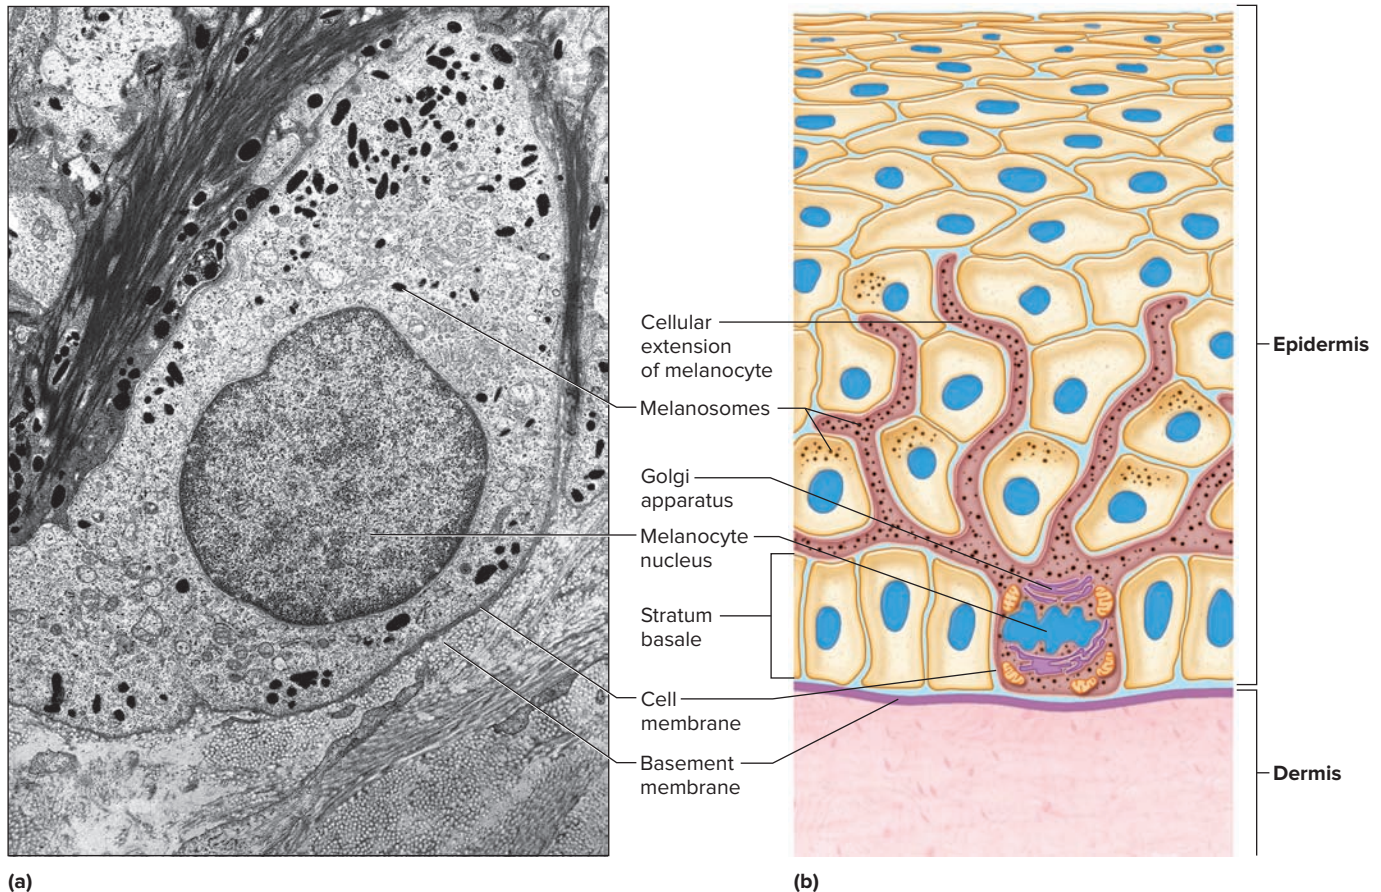 Cellular
extension
of melanocyte
Melanosomes
Golgi
apparatus
Melanocyte
nucleus
Stratum
basale
Cell
membrane
Basement
membrane
Epidermis
Dermis
(a)
(b)